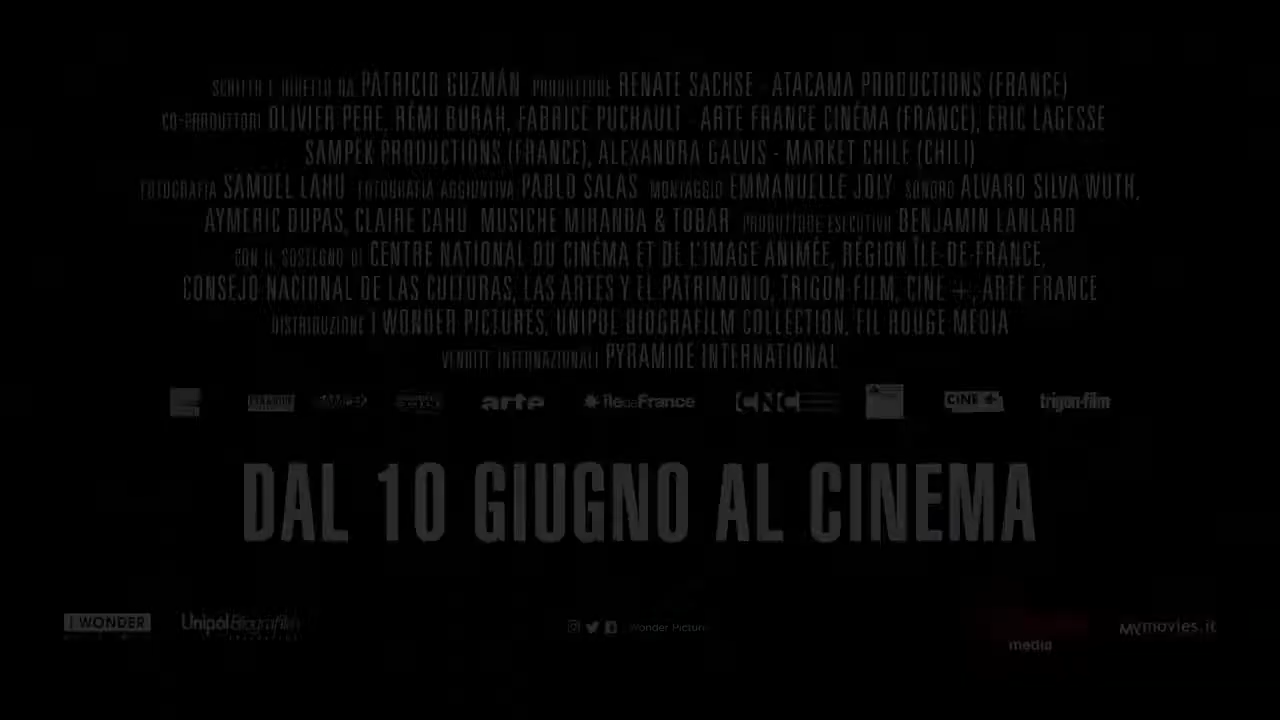 SCRITTO E DIRETTO DA PATRICIO GUZMÁN PRODUTTORE RENATE SACHSE - ATACAMA PRODUCTIONS (FRANCE)
CO-PRODUTTORI OLIVIER PERE, RÉMI BURAH, FABRICE PUCHAULT - ARTE FRANCE CINÉMA (FRANCE), ERIC LAGESSE
SAMPEK PRODUCTIONS (FRANCE), ALEXANDRA GALVIS - MARKET CHILE (CHILI)
FOTOGRAFIA SAMUEL LAHU FOTOGRAFIA AGGIUNTIVA PABLO SALAS MONTAGGIO EMMANUELLE JOLY SONORO ALVARO SILVA WUTH,
AYMERIC DUPAS, CLAIRE CAHU MUSICHE MIRANDA & TOBAR PRODUTTORE ESECUTIVO BENJAMIN LANLARD
CON IL SOSTEGNO DI CENTRE NATIONAL DU CINÉMA ET DE L'IMAGE ANIMÉE, RÉGION ÎLE-DE-FRANCE,
CONSEJO NACIONAL DE LAS CULTURAS, LAS ARTES Y EL PATRIMONIO, TRIGON-FILM, CINE +, ARTE FRANCE
DISTRIBUZIONE I WONDER PICTURES, UNIPOL BIOGRAFILM COLLECTION, FIL ROUGE MEDIA
VENDITE INTERNAZIONALI PYRAMIDE INTERNATIONAL
PYRAMIDE SAMPEK arte îledeFrance CNC CINÉ + trigon-film
DAL 10 GIUGNO AL CINEMA
I WONDER Unipol Biografilm Wonder Pictures media MYmovies.it